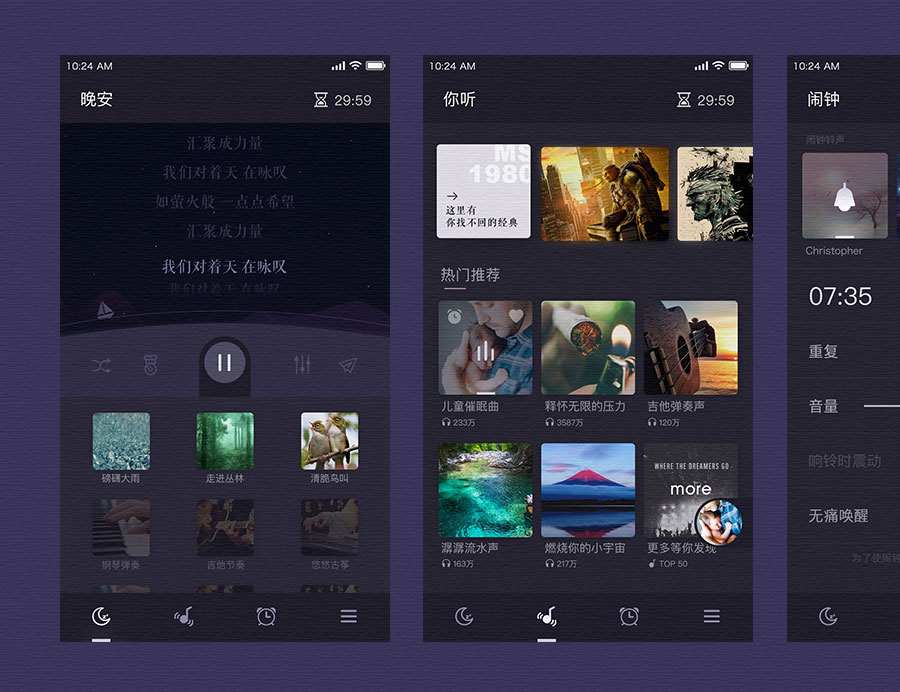 10:24 AM
晚安
29:59
汇聚成力量
我们对着天 在咏叹
如萤火般 一点点希望
汇聚成力量
我们对着天 在咏叹
我们对着天 在咏叹
磅礴大雨
走进丛林
清脆鸟叫
钢琴弹奏
吉他节奏
悠悠古筝
10:24 AM
你听
29:59
MS
1980
这里有
你找不回的经典
热门推荐
儿童催眠曲
233万
释怀无限的压力
3587万
吉他弹奏声
120万
潺潺流水声
163万
燃烧你的小宇宙
217万
WHERE THE DREAMERS GO
more
更多等你发现
TOP 50
10:24 AM
闹钟
闹钟铃声
Christopher
07:35
重复
音量
响铃时震动
无痛唤醒
为了使闹钟